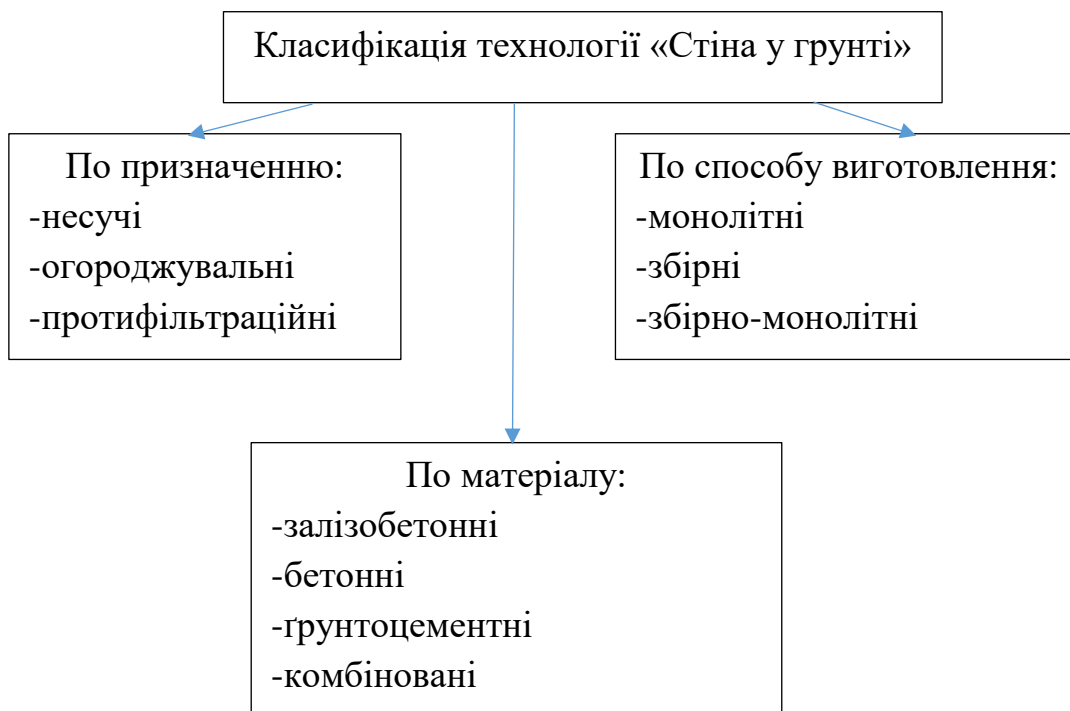 Класифікація технології «Стіна у грунті»
По призначенню:
-несучі
-огороджувальні
-протифільтраційні
По способу виготовлення:
-монолітні
-збірні
-збірно-монолітні
По матеріалу:
-залізобетонні
-бетонні
-ґрунтоцементні
-комбіновані